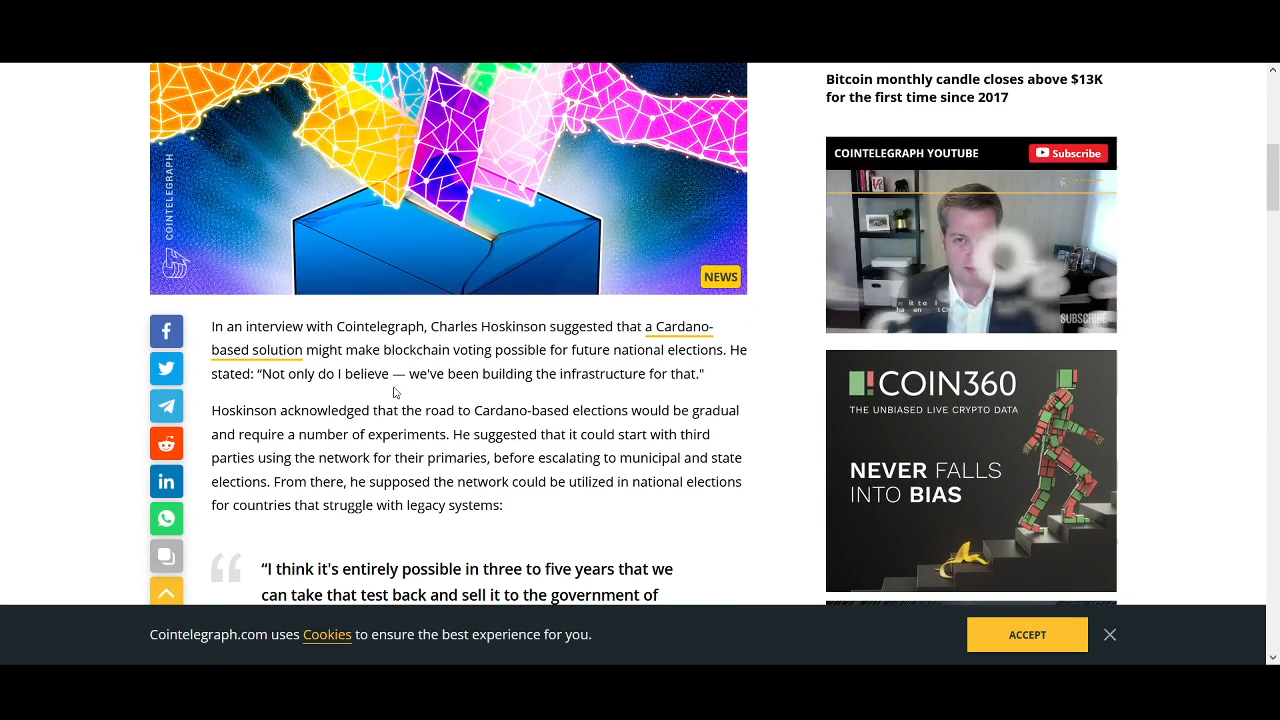 COINTELEGRAPH
NEWS
In an interview with Cointelegraph, Charles Hoskinson suggested that a Cardano-
based solution might make blockchain voting possible for future national elections. He
stated: “Not only do I believe — we've been building the infrastructure for that."
Hoskinson acknowledged that the road to Cardano-based elections would be gradual
and require a number of experiments. He suggested that it could start with third
parties using the network for their primaries, before escalating to municipal and state
elections. From there, he supposed the network could be utilized in national elections
for countries that struggle with legacy systems:
“I think it's entirely possible in three to five years that we
can take that test back and sell it to the government of
Bitcoin monthly candle closes above $13K
for the first time since 2017
COINTELEGRAPH YOUTUBE
Subscribe
SUBSCRIBE
COIN360
THE UNBIASED LIVE CRYPTO DATA
NEVER FALLS
INTO BIAS
Cointelegraph.com uses Cookies to ensure the best experience for you.
ACCEPT